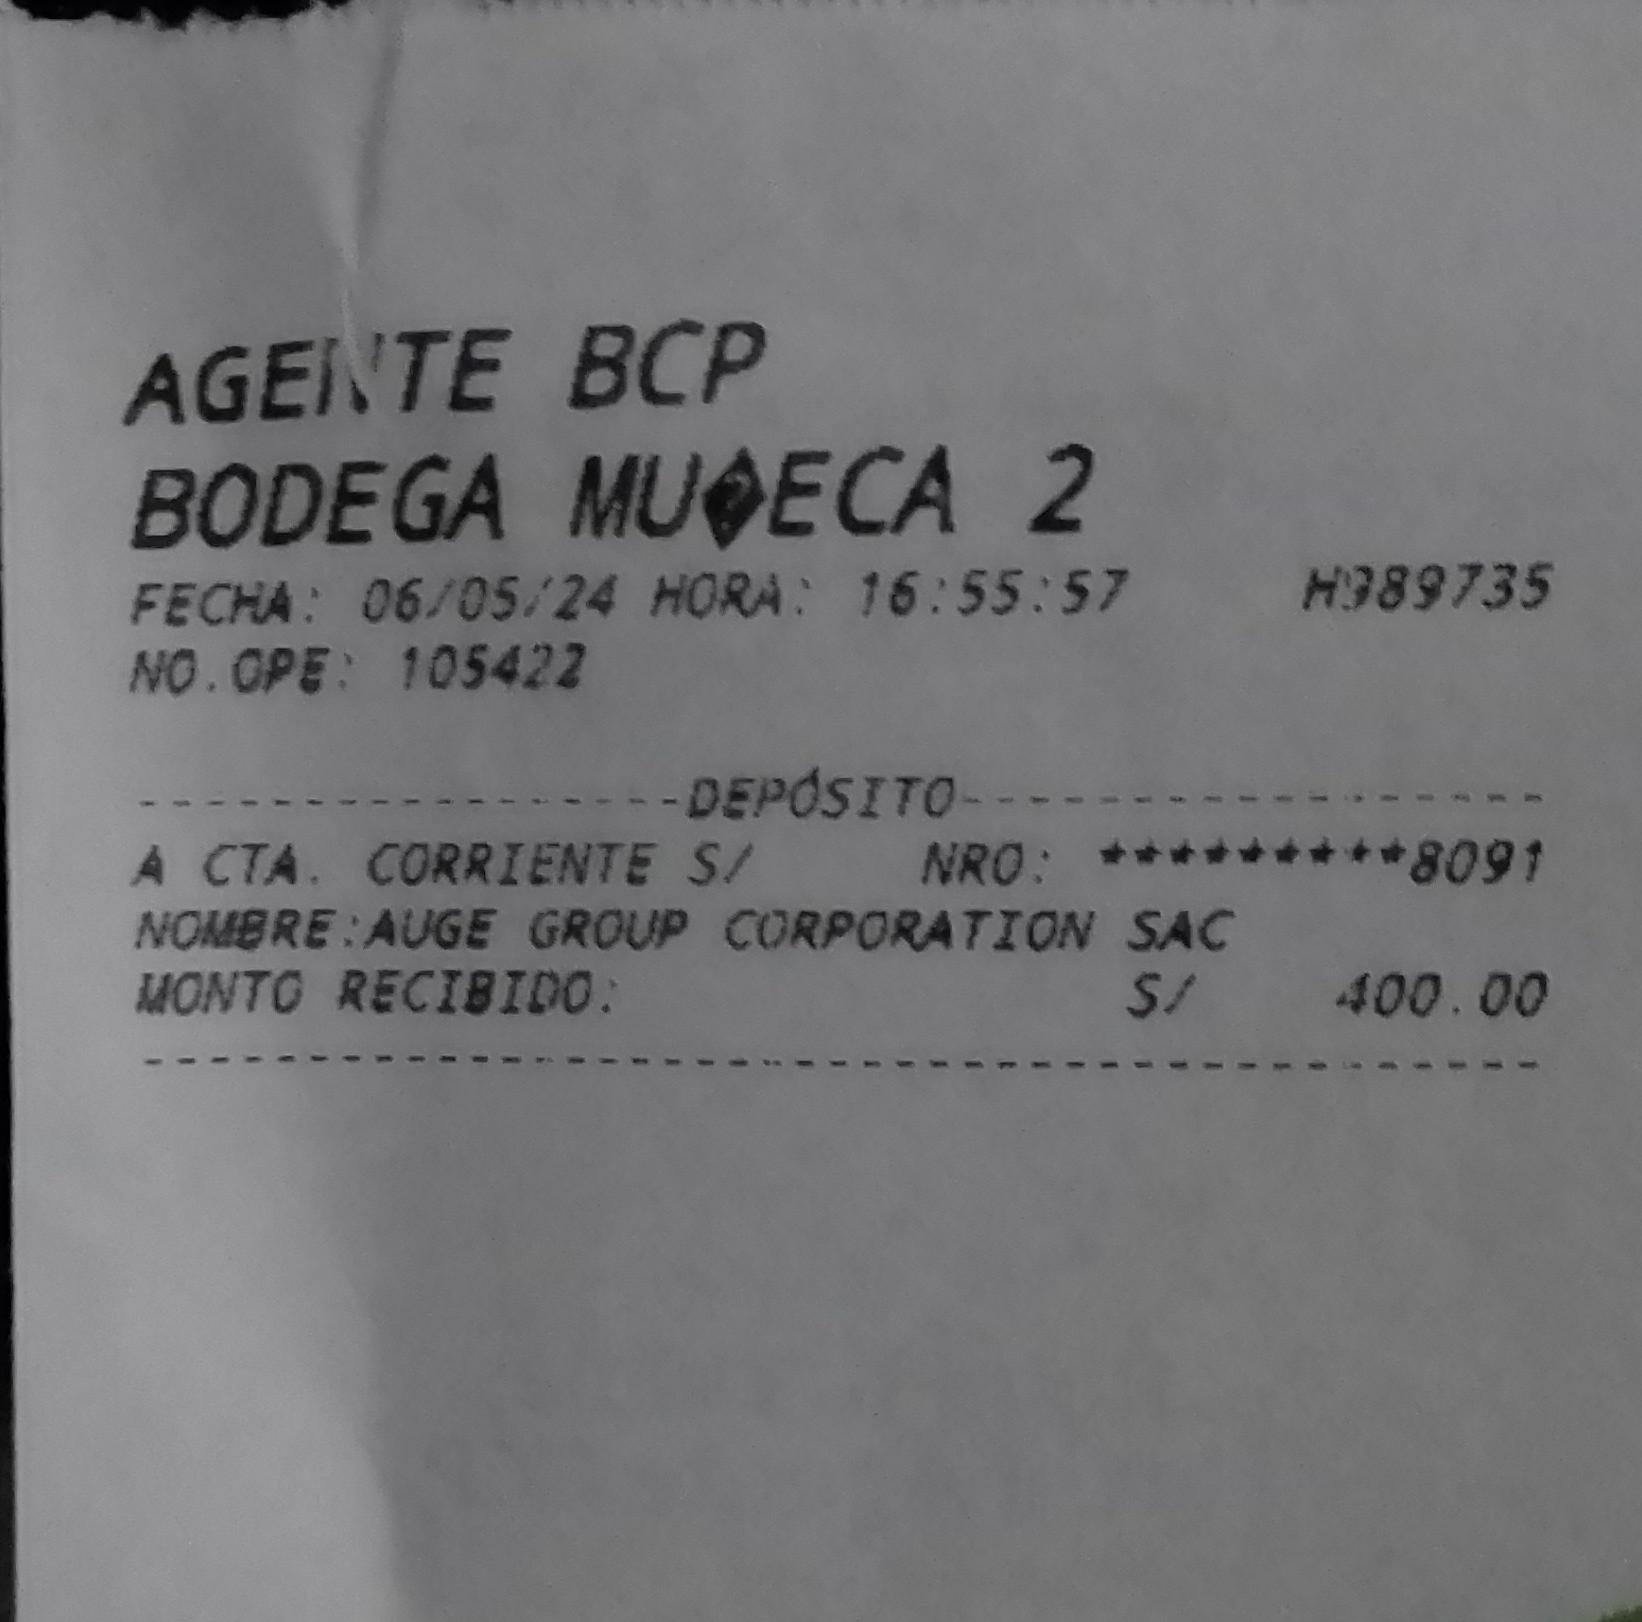 AGENTE BCP
BODEGA MU�ECA 2
FECHA: 06/05/24 HORA: 16:55:57 H989735
NO.OPE: 105422
------------------DEPÓSITO------------------
A CTA. CORRIENTE S/ NRO: *********8091
NOMBRE:AUGE GROUP CORPORATION SAC
MONTO RECIBIDO: S/ 400.00